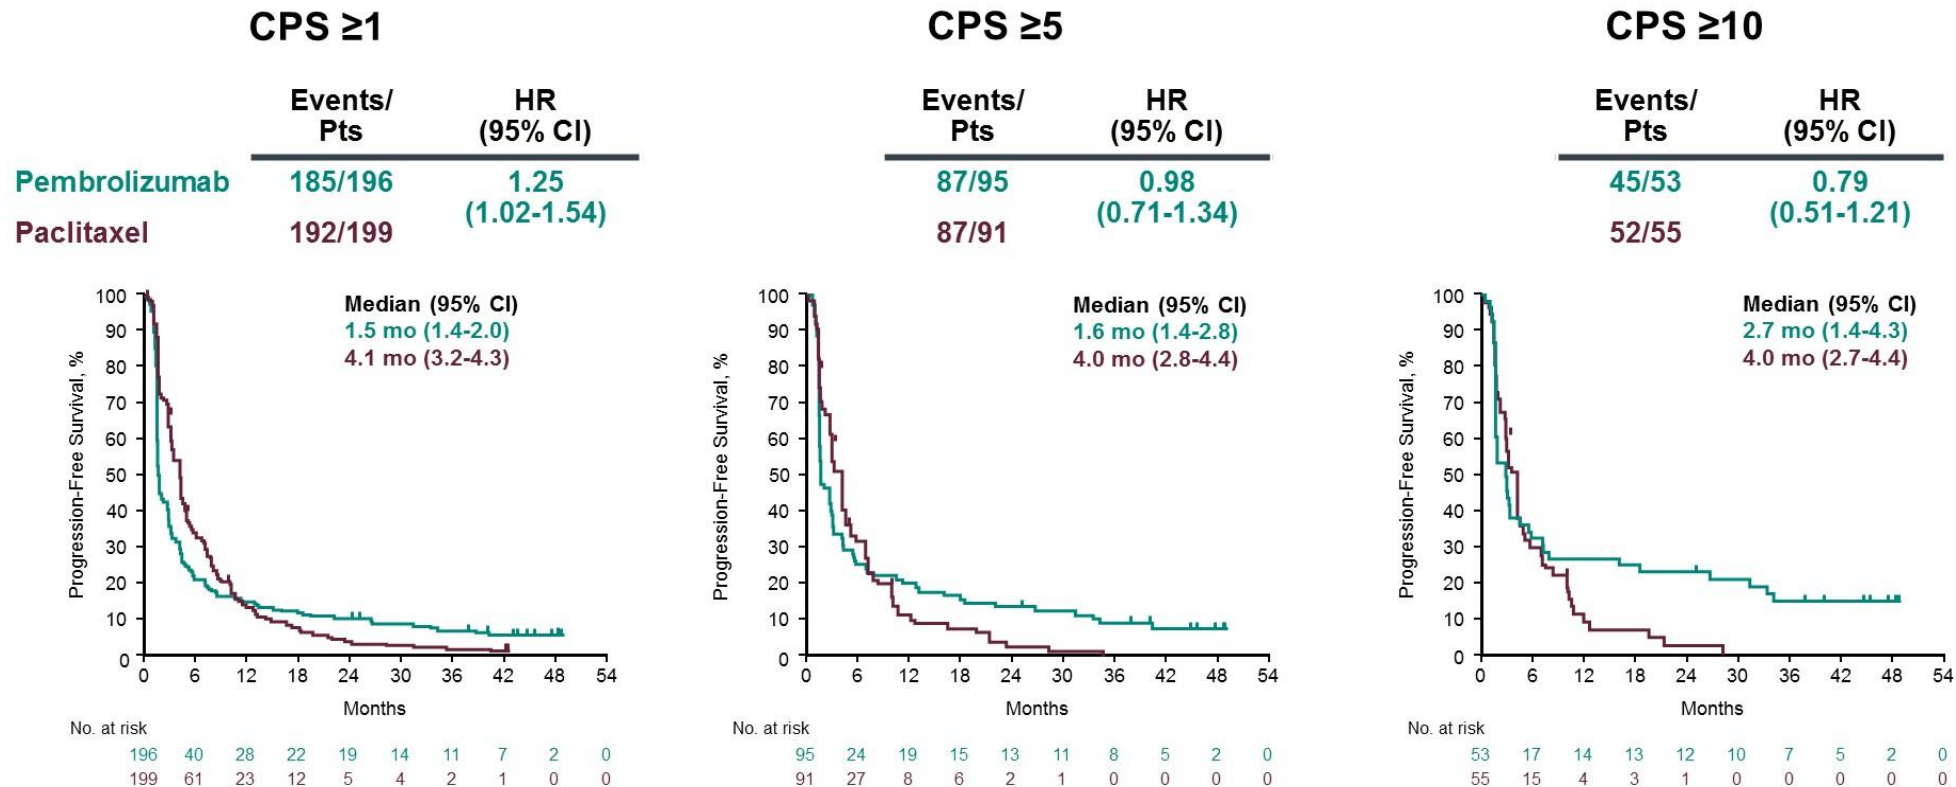 CPS ≥1
Events/ HR
Pts (95% CI)
Pembrolizumab 185/196 1.25
(1.02-1.54)
Paclitaxel 192/199
Median (95% CI)
1.5 mo (1.4-2.0)
4.1 mo (3.2-4.3)
Progression-Free Survival, %
100
90
80
70
60
50
40
30
20
10
0
0 6 12 18 24 30 36 42 48 54
Months
No. at risk
196 40 28 22 19 14 11 7 2 0
199 61 23 12 5 4 2 1 0 0
CPS ≥5
Events/ HR
Pts (95% CI)
87/95 0.98
(0.71-1.34)
87/91
Median (95% CI)
1.6 mo (1.4-2.8)
4.0 mo (2.8-4.4)
Progression-Free Survival, %
100
90
80
70
60
50
40
30
20
10
0
0 6 12 18 24 30 36 42 48 54
Months
No. at risk
95 24 19 15 13 11 8 5 2 0
91 27 8 6 2 1 0 0 0 0
CPS ≥10
Events/ HR
Pts (95% CI)
45/53 0.79
(0.51-1.21)
52/55
Median (95% CI)
2.7 mo (1.4-4.3)
4.0 mo (2.7-4.4)
Progression-Free Survival, %
100
90
80
70
60
50
40
30
20
10
0
0 6 12 18 24 30 36 42 48 54
Months
No. at risk
53 17 14 13 12 10 7 5 2 0
55 15 4 3 1 0 0 0 0 0